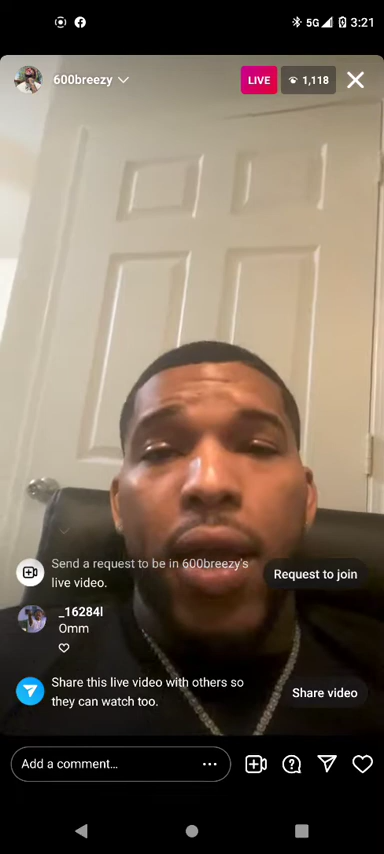 5G 3:21
600breezy LIVE 1,118
Send a request to be in 600breezy's
live video.
Request to join
_16284l
Omm
Share this live video with others so
they can watch too.
Share video
Add a comment...